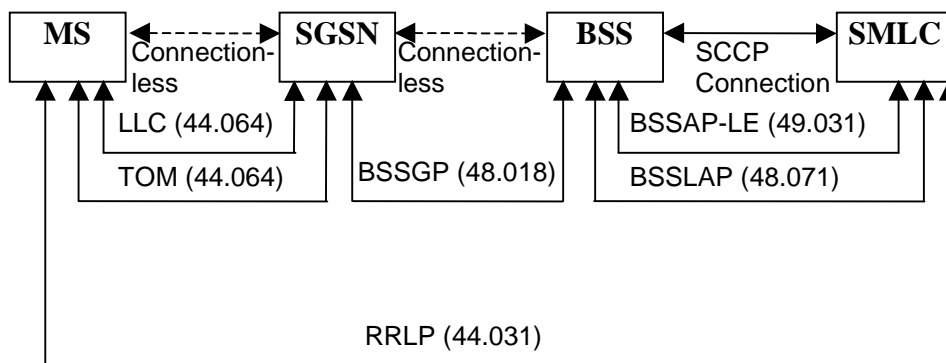 MS
SGSN
BSS
SMLC
Connection-
less
Connection-
less
SCCP
Connection
LLC (44.064)
BSSAP-LE (49.031)
TOM (44.064)
BSSGP (48.018)
BSSLAP (48.071)
RRLP (44.031)